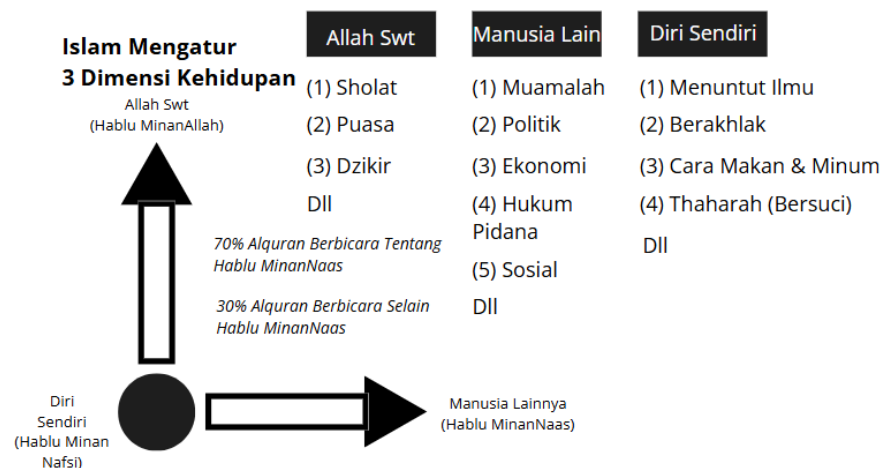 Islam Mengatur
3 Dimensi Kehidupan
Allah Swt
(Hablu MinanAllah)
Allah Swt
(1) Sholat
(2) Puasa
(3) Dzikir
Dll
Manusia Lain
(1) Muamalah
(2) Politik
(3) Ekonomi
(4) Hukum
Pidana
(5) Sosial
Dll
Diri Sendiri
(1) Menuntut Ilmu
(2) Berakhlak
(3) Cara Makan & Minum
(4) Thaharah (Bersuci)
Dll
70% Alquran Berbicara Tentang
Hablu MinanNaas
30% Alquran Berbicara Selain
Hablu MinanNaas
Diri
Sendiri
(Hablu Minan
Nafsi)
Manusia Lainnya
(Hablu MinanNaas)